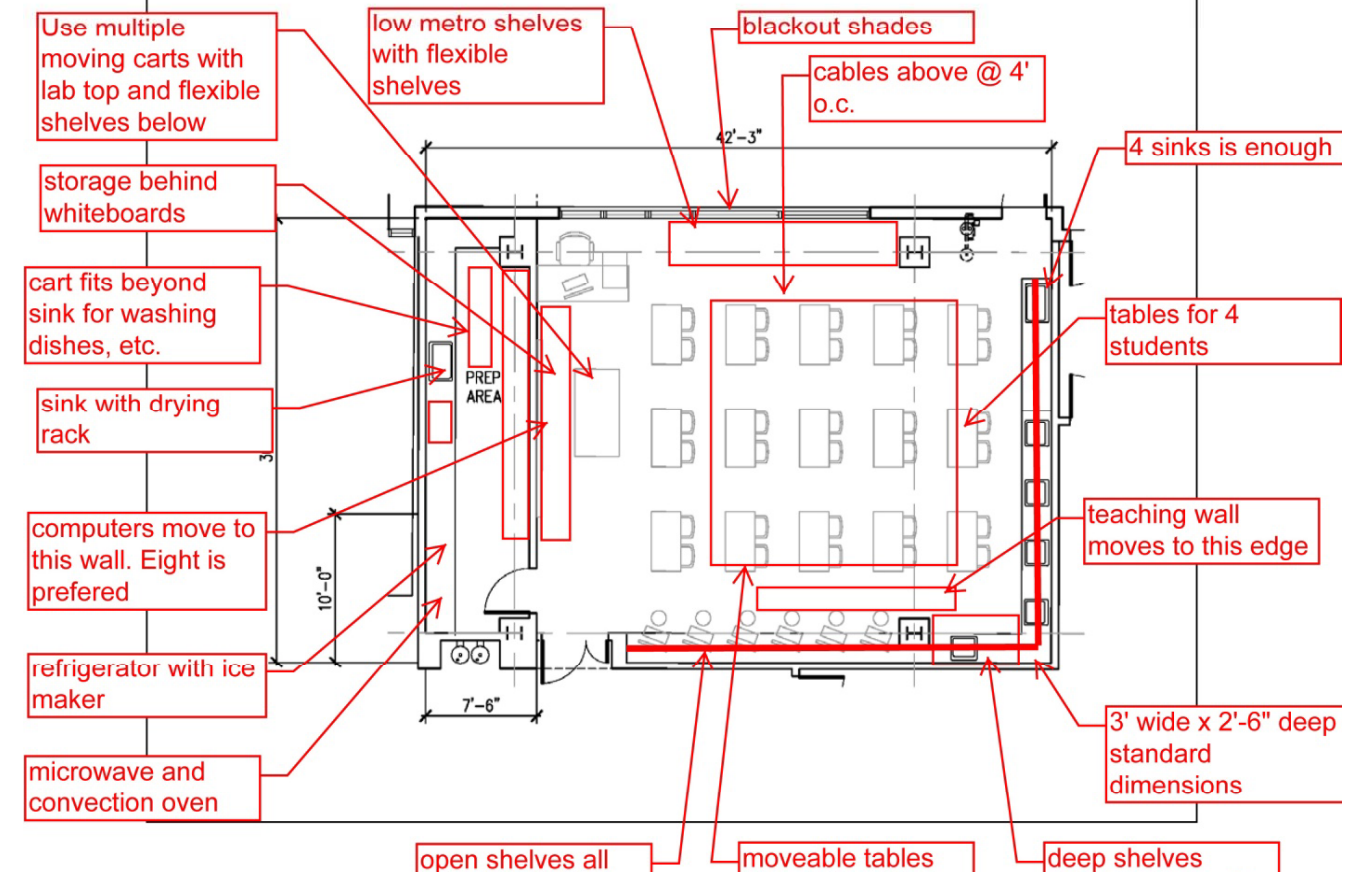 Use multiple
moving carts with
lab top and flexible
shelves below
low metro shelves
with flexible
shelves
blackout shades
cables above @ 4'
o.c.
42'-3"
4 sinks is enough
storage behind
whiteboards
cart fits beyond
sink for washing
dishes, etc.
tables for 4
students
PREP
AREA
sink with drying
rack
3
computers move to
this wall. Eight is
prefered
teaching wall
moves to this edge
10'-0"
refrigerator with ice
maker
7'-6"
3' wide x 2'-6" deep
standard
dimensions
microwave and
convection oven
open shelves all
moveable tables
deep shelves